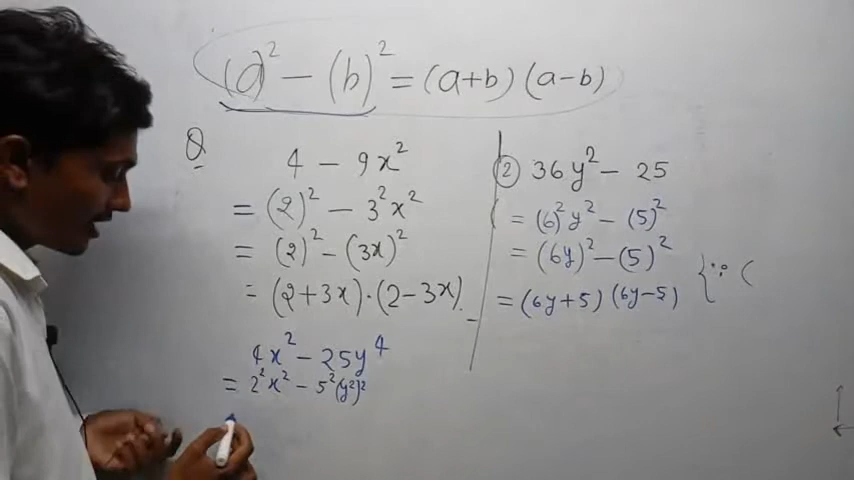 (a)² - (b)² = (a+b) (a-b)
Q
4 - 9x²
= (2)² - 3²x²
= (2)² - (3x)²
= (2+3x)·(2-3x).
4x² - 25y⁴
= 2²x² - 5²(y²)²
② 36y² - 25
= (6)²y² - (5)²
= (6y)² - (5)²
= (6y+5) (6y-5)
{∵ (